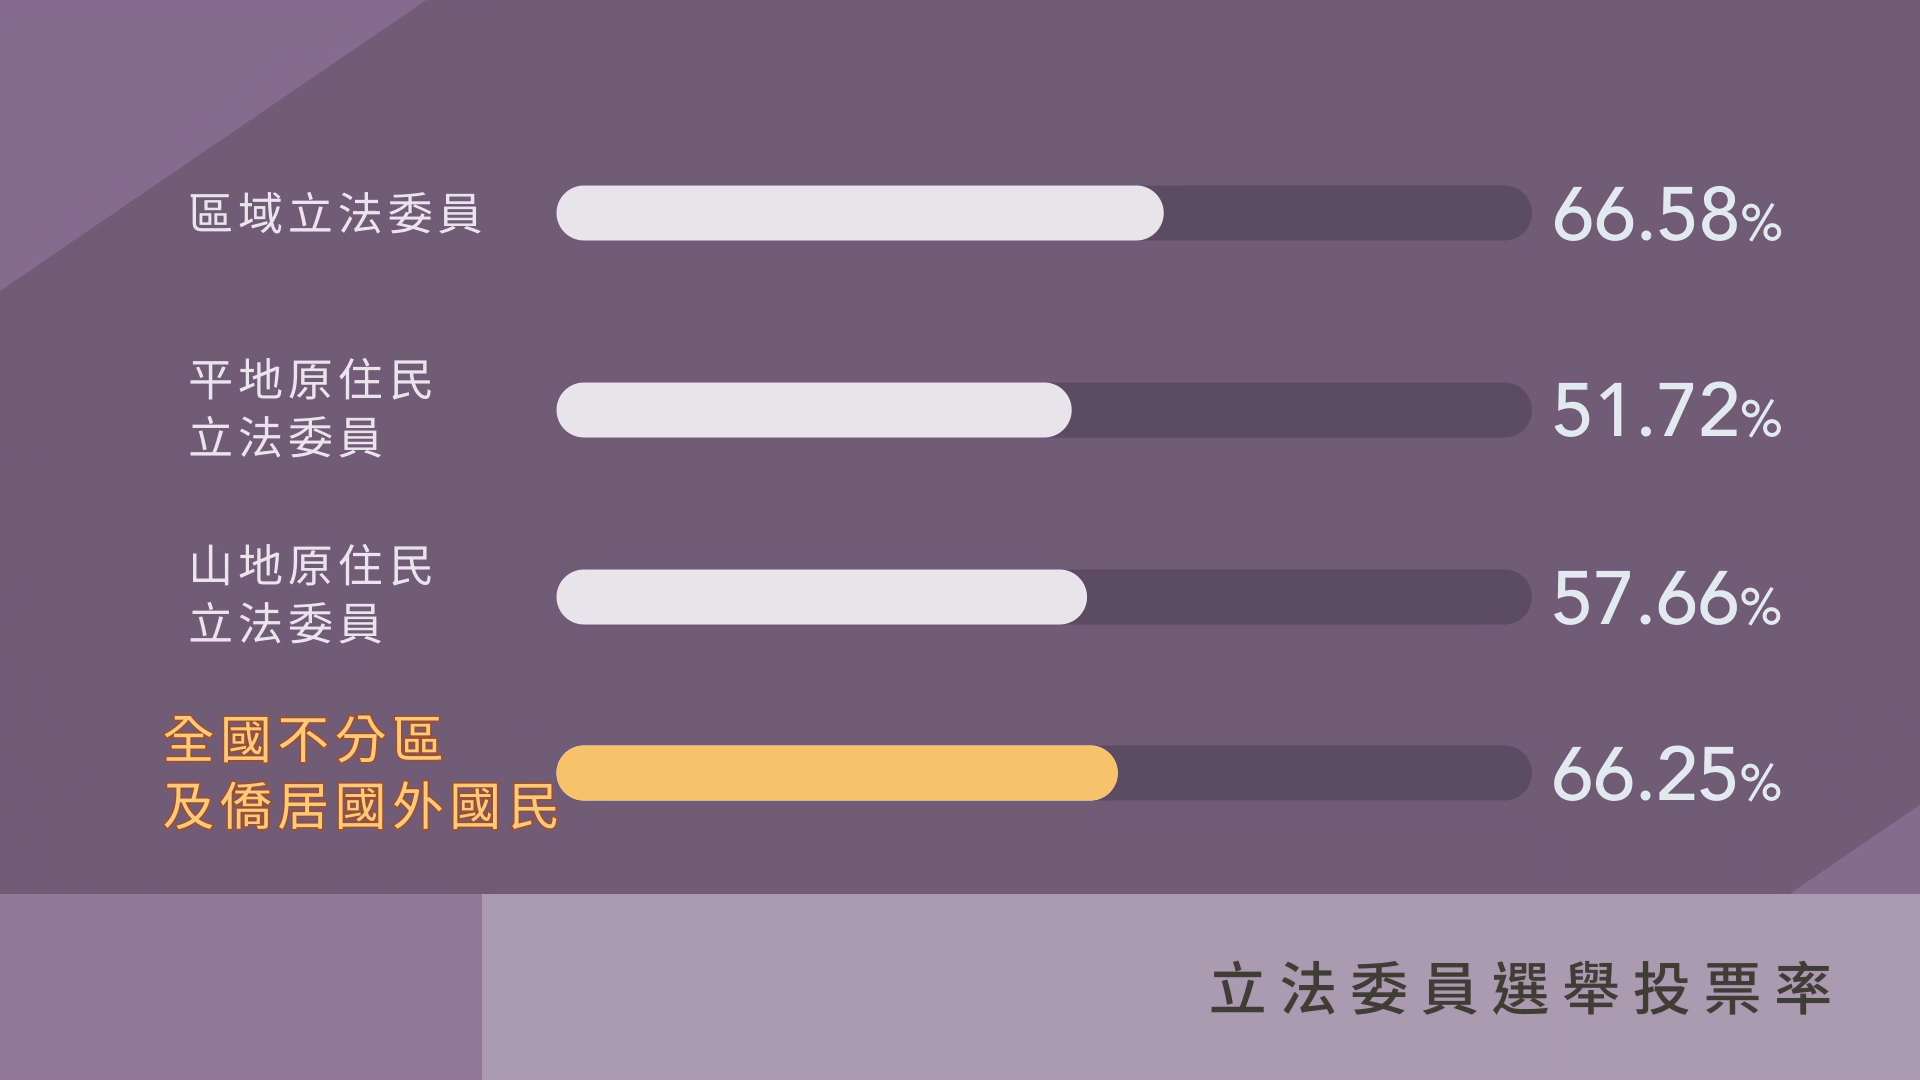 區域立法委員 66.58%
平地原住民
立法委員 51.72%
山地原住民
立法委員 57.66%
全國不分區
及僑居國外國民 66.25%
立法委員選舉投票率